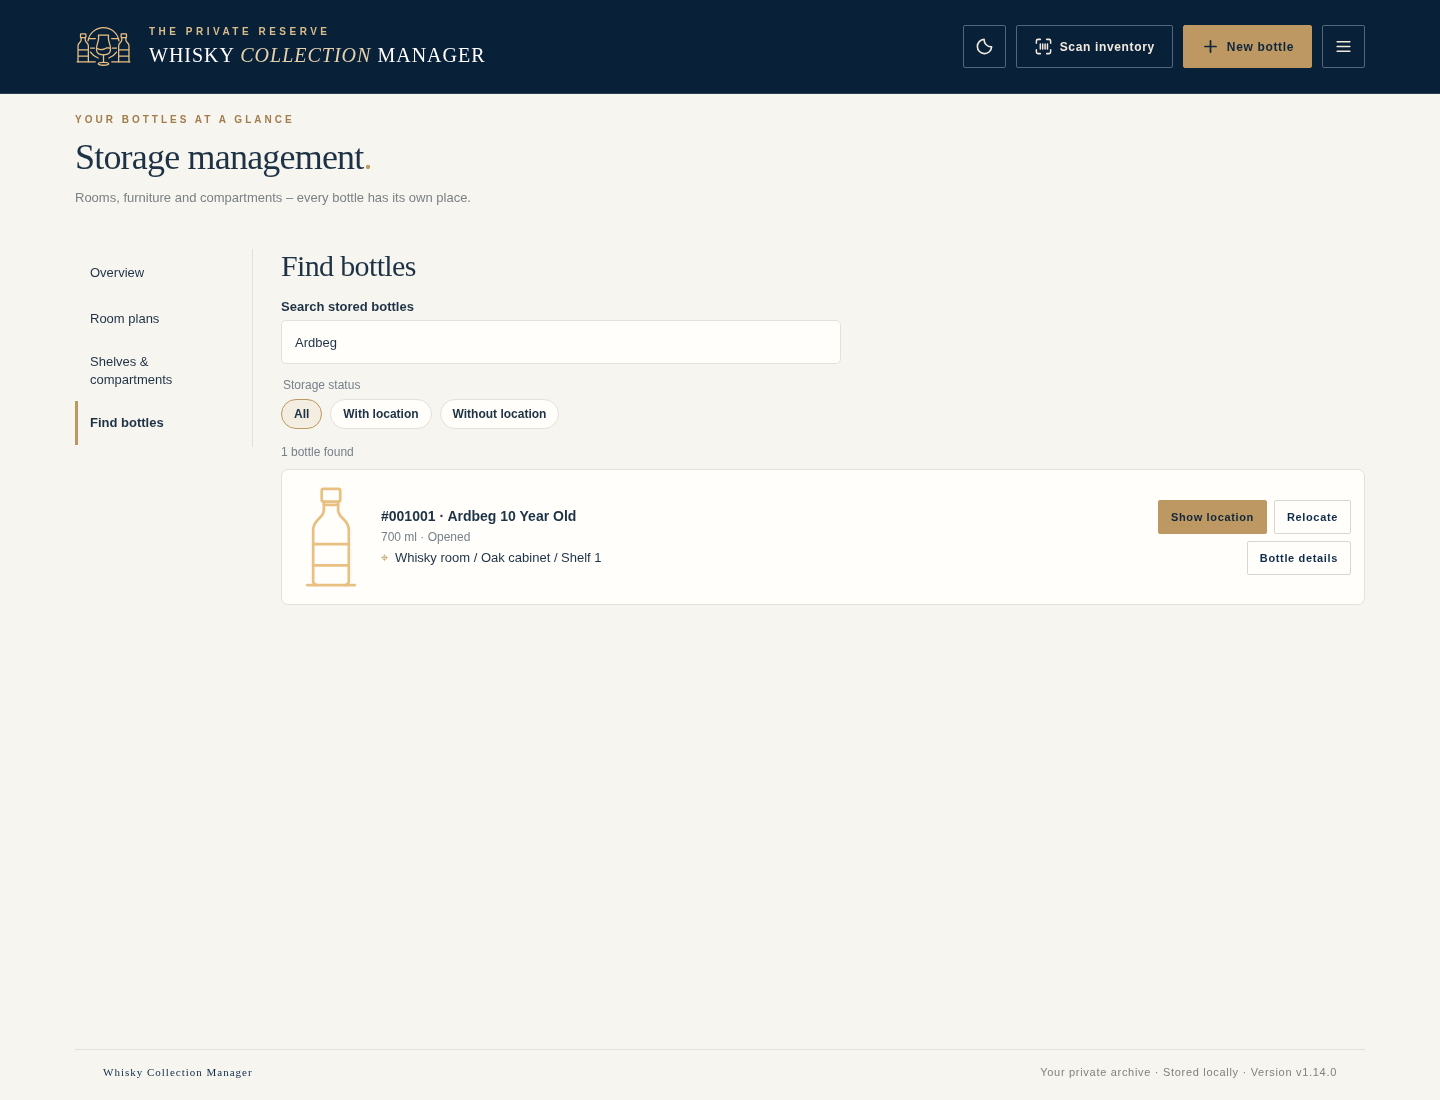 THE PRIVATE RESERVE
WHISKY COLLECTION MANAGER
Scan inventory
New bottle
YOUR BOTTLES AT A GLANCE
Storage management.
Rooms, furniture and compartments – every bottle has its own place.
Overview
Room plans
Shelves &
compartments
Find bottles
Find bottles
Search stored bottles
Ardbeg
Storage status
All
With location
Without location
1 bottle found
#001001 · Ardbeg 10 Year Old
700 ml · Opened
⌖ Whisky room / Oak cabinet / Shelf 1
Show location
Relocate
Bottle details
Whisky Collection Manager
Your private archive · Stored locally · Version v1.14.0